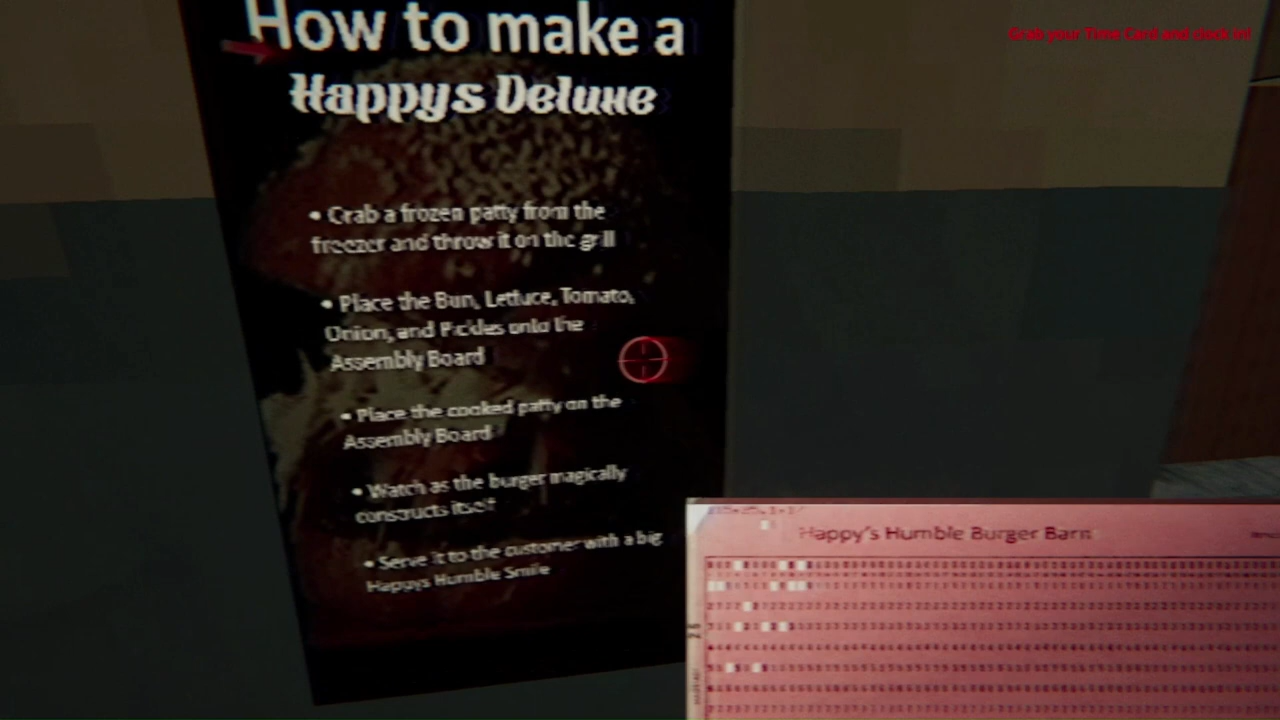 How to make a
Happys Deluxe
Grab your Time Card and clock in!
• Grab a frozen patty from the
freezer and throw it on the grill
• Place the Bun, Lettuce, Tomato,
Onion, and Pickles onto the
Assembly Board
• Place the cooked patty on the
Assembly Board
• Watch as the burger magically
constructs itself
• Serve it to the customer with a big
Happys Humble Smile
Happy's Humble Burger Barn